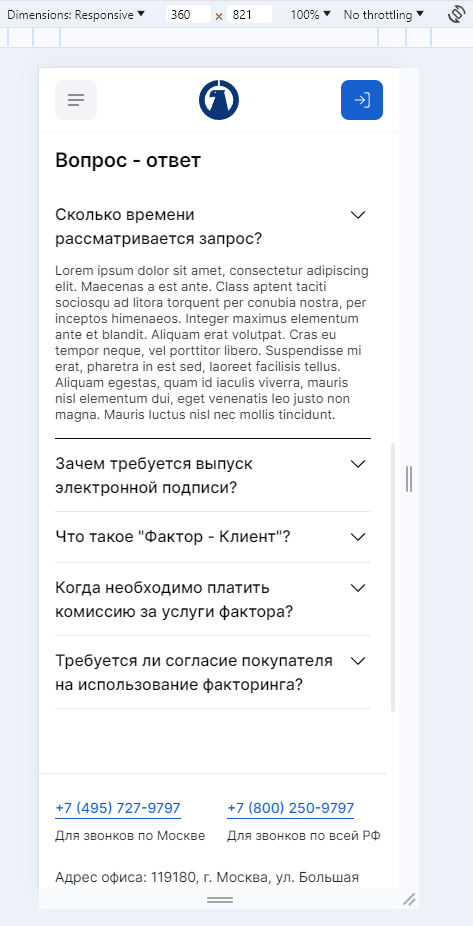 Dimensions: Responsive 360 × 821 100% No throttling
Вопрос - ответ
Сколько времени
рассматривается запрос?
Lorem ipsum dolor sit amet, consectetur adipiscing
elit. Maecenas a est ante. Class aptent taciti
sociosqu ad litora torquent per conubia nostra, per
inceptos himenaeos. Integer maximus elementum
ante et blandit. Aliquam erat volutpat. Cras eu
tempor neque, vel porttitor libero. Suspendisse mi
erat, pharetra in est sed, laoreet facilisis tellus.
Aliquam egestas, quam id iaculis viverra, mauris
nisl elementum dui, eget venenatis leo justo non
magna. Mauris luctus nisl nec mollis tincidunt.
Зачем требуется выпуск
электронной подписи?
Что такое "Фактор - Клиент"?
Когда необходимо платить
комиссию за услуги фактора?
Требуется ли согласие покупателя
на использование факторинга?
+7 (495) 727-9797 +7 (800) 250-9797
Для звонков по Москве Для звонков по всей РФ
Адрес офиса: 119180, г. Москва, ул. Большая